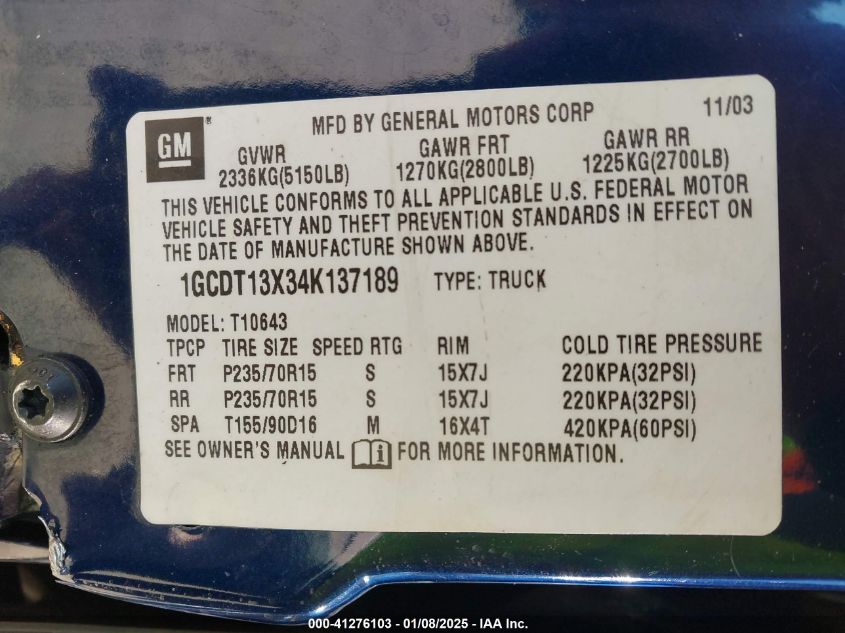 GM®
MFD BY GENERAL MOTORS CORP 11/03
GVWR GAWR FRT GAWR RR
2336KG(5150LB) 1270KG(2800LB) 1225KG(2700LB)
THIS VEHICLE CONFORMS TO ALL APPLICABLE U.S. FEDERAL MOTOR
VEHICLE SAFETY AND THEFT PREVENTION STANDARDS IN EFFECT ON
THE DATE OF MANUFACTURE SHOWN ABOVE.
1GCDT13X34K137189 TYPE: TRUCK
MODEL: T10643
TPCP TIRE SIZE SPEED RTG RIM COLD TIRE PRESSURE
FRT P235/70R15 S 15X7J 220KPA(32PSI)
RR P235/70R15 S 15X7J 220KPA(32PSI)
SPA T155/90D16 M 16X4T 420KPA(60PSI)
SEE OWNER'S MANUAL i FOR MORE INFORMATION.
000-41276103 - 01/08/2025 - IAA Inc.